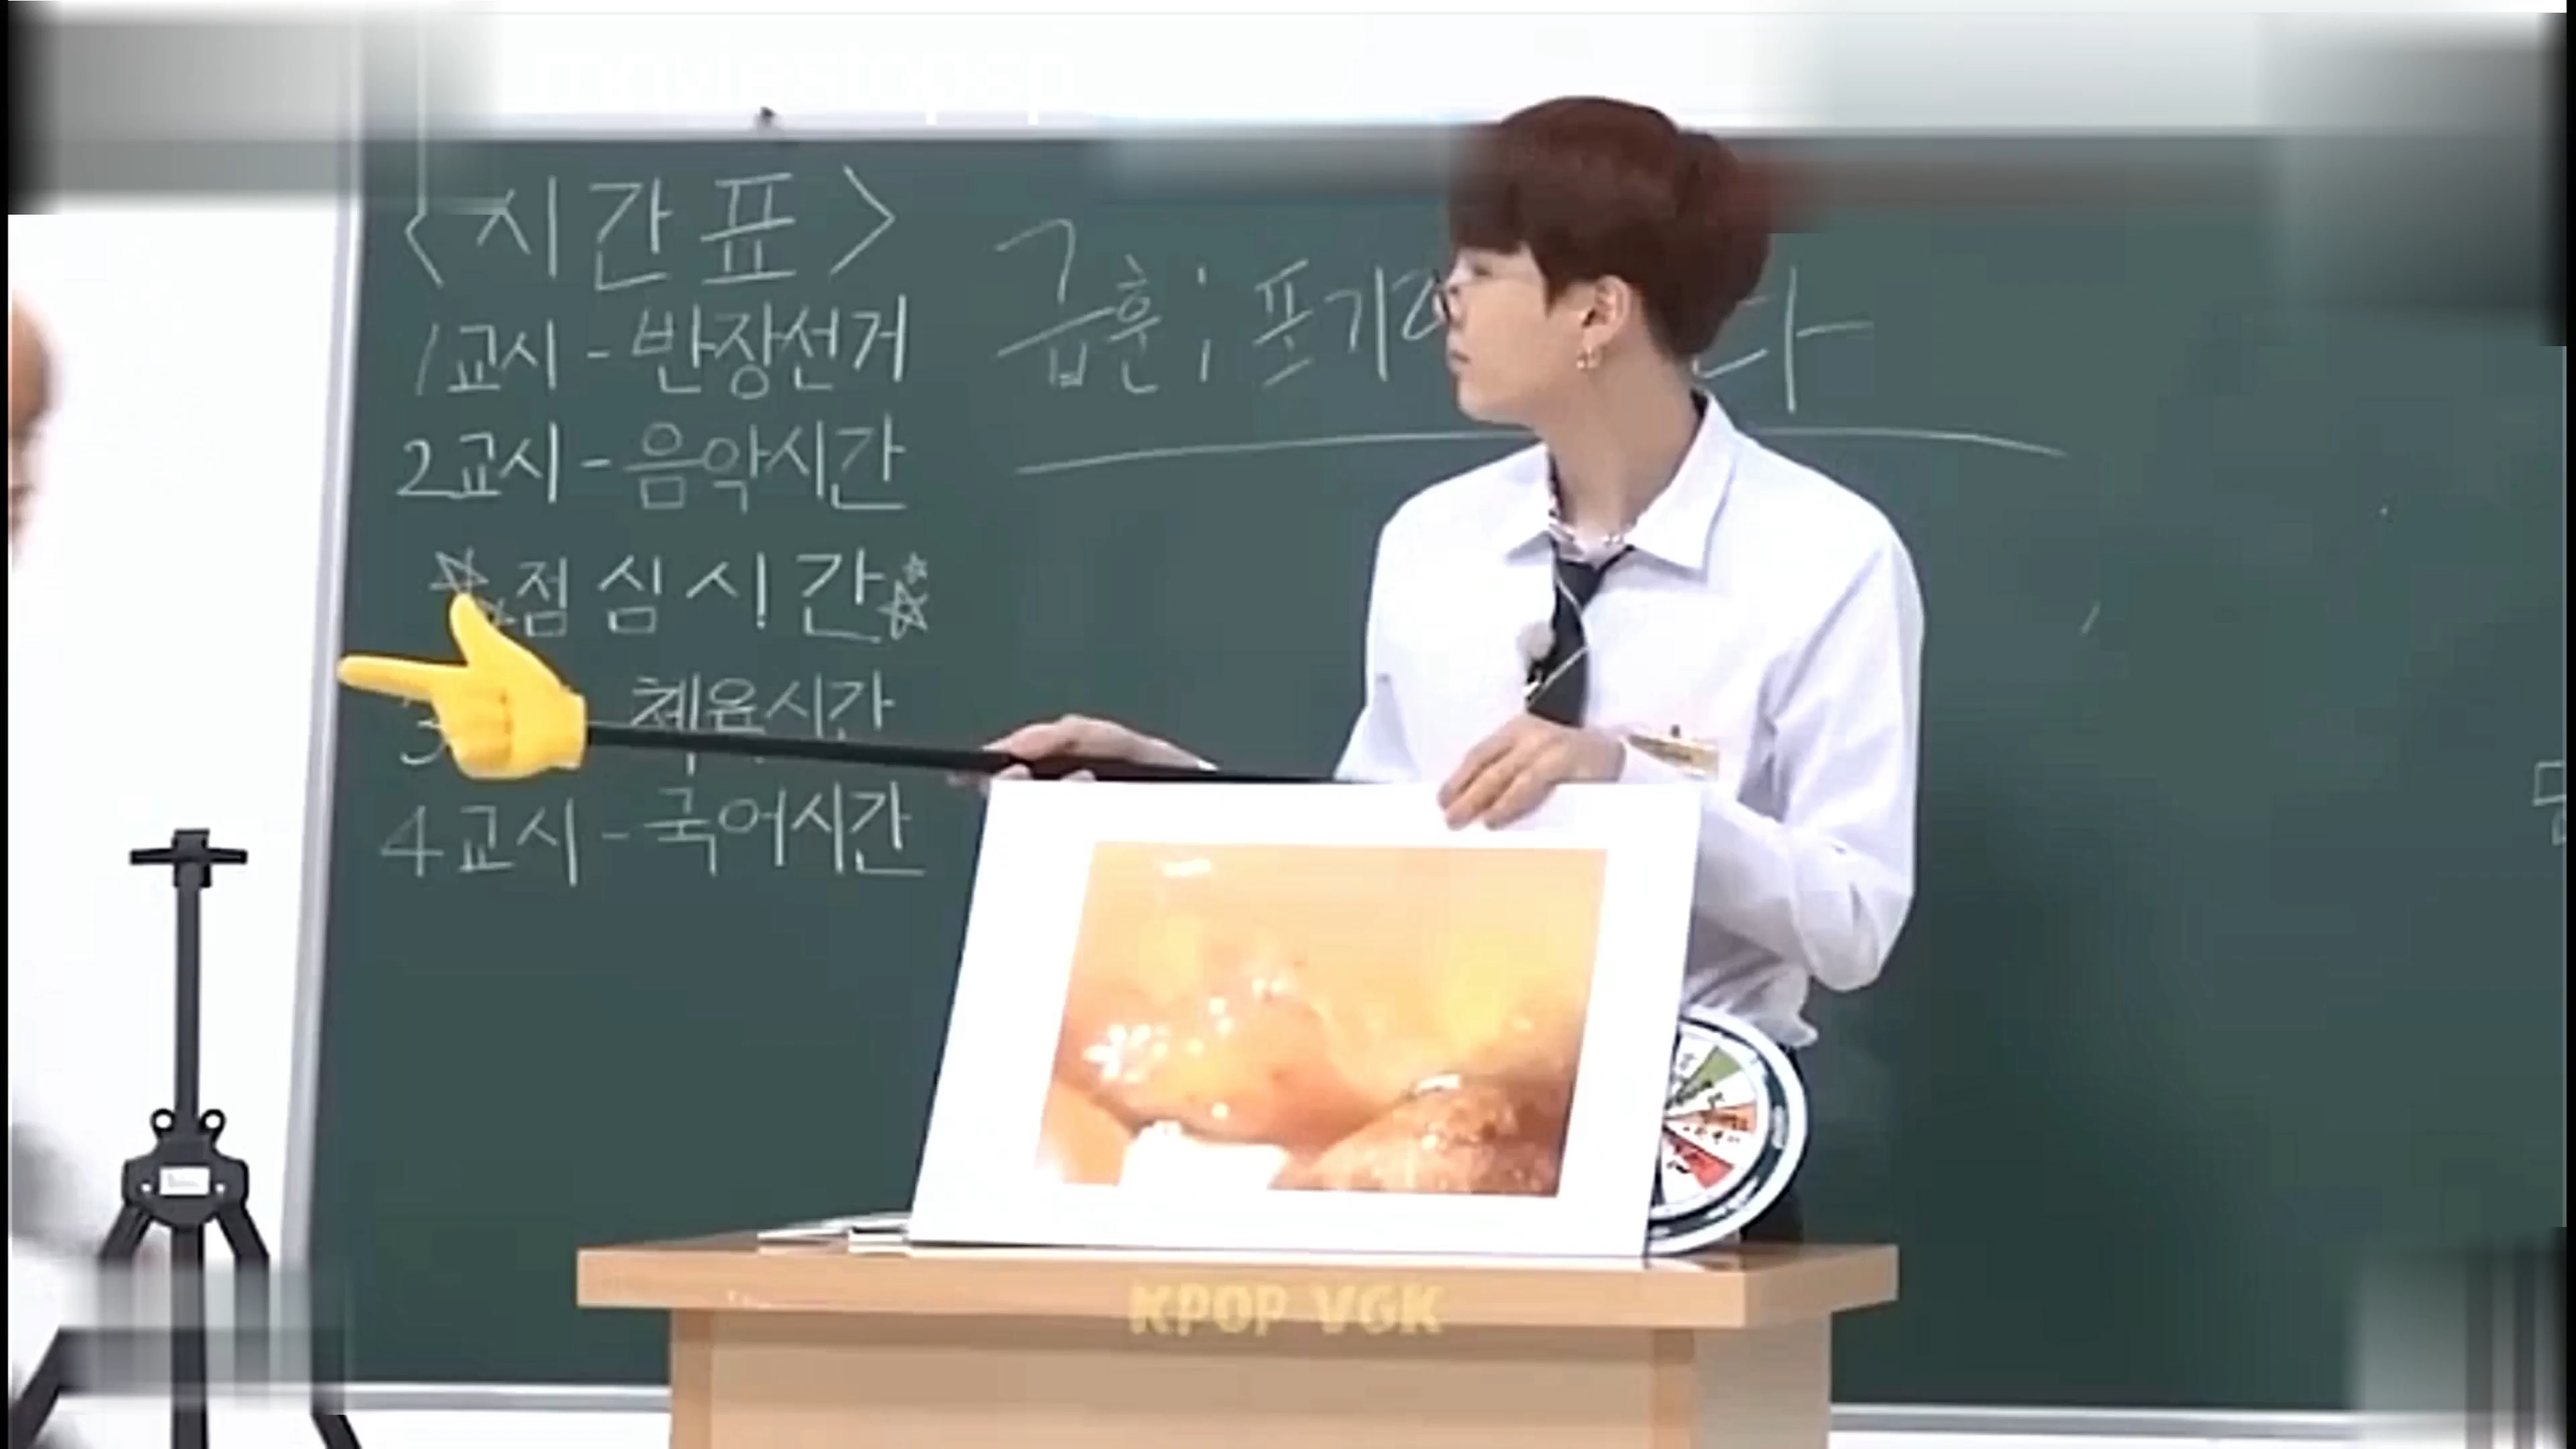 <시간표>
1교시 - 반장선거
2교시 - 음악시간
☆점심시간☆
3 체육시간
4교시 - 국어시간
급훈; 포기
다
KPOP VGK